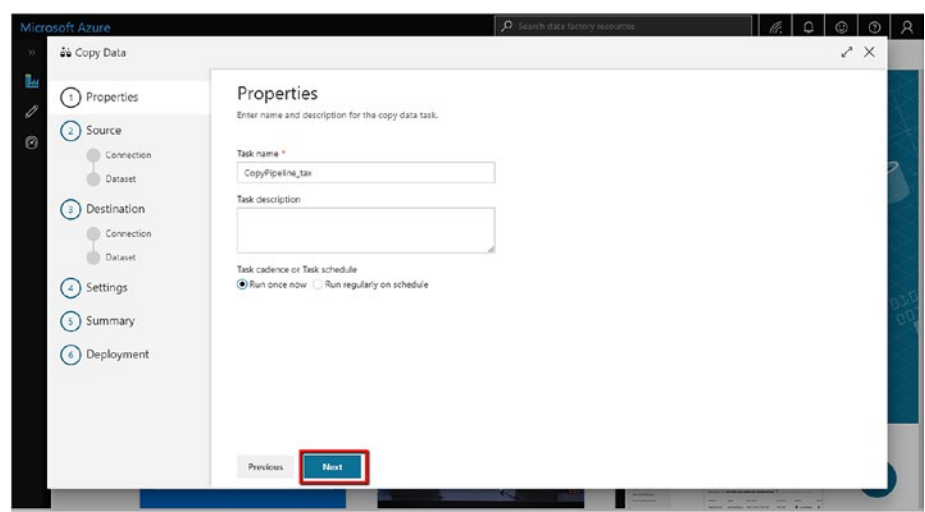 Microsoft Azure
Search data factory resources
Copy Data
1 Properties
2 Source
Connection
Dataset
3 Destination
Connection
Dataset
4 Settings
5 Summary
6 Deployment
Properties
Enter name and description for the copy data task.
Task name *
CopyPipeline_tax
Task description
Task cadence or Task schedule
Run once now Run regularly on schedule
Previous Next